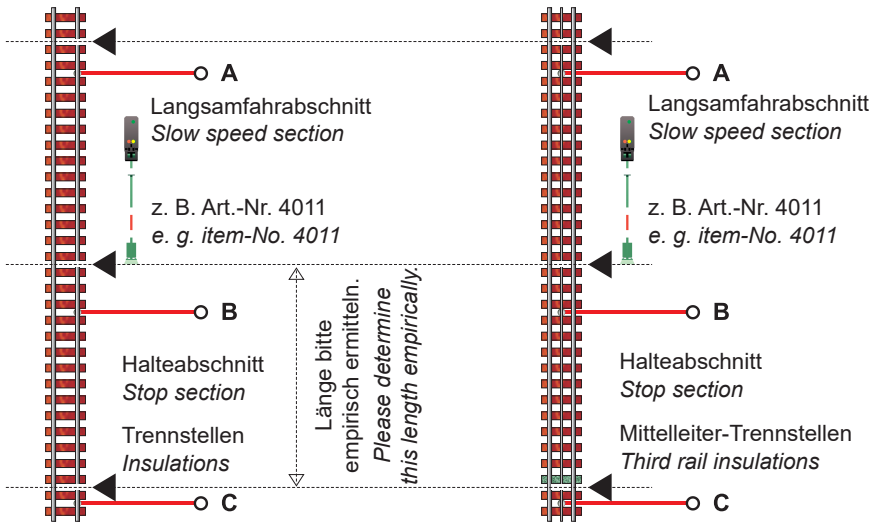 A
Langsamfahrabschnitt
Slow speed section
z. B. Art.-Nr. 4011
e. g. item-No. 4011
B
Halteabschnitt
Stop section
Trennstellen
Insulations
C
Länge bitte
empirisch ermitteln.
Please determine
this length empirically.
A
Langsamfahrabschnitt
Slow speed section
z. B. Art.-Nr. 4011
e. g. item-No. 4011
B
Halteabschnitt
Stop section
Mittelleiter-Trennstellen
Third rail insulations
C